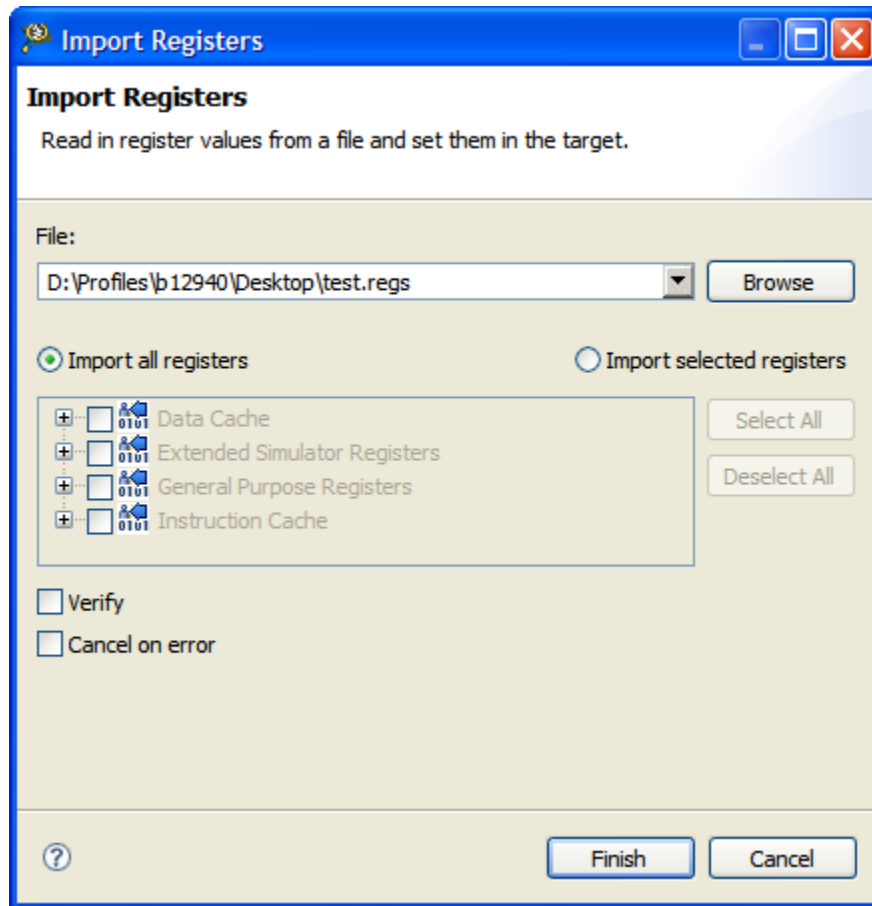 Import Registers
Import Registers
Read in register values from a file and set them in the target.
File:
D:\Profiles\b12940\Desktop\test.regs
Browse
Import all registers
Import selected registers
Data Cache
Select All
Extended Simulator Registers
General Purpose Registers
Deselect All
Instruction Cache
Verify
Cancel on error
Finish
Cancel